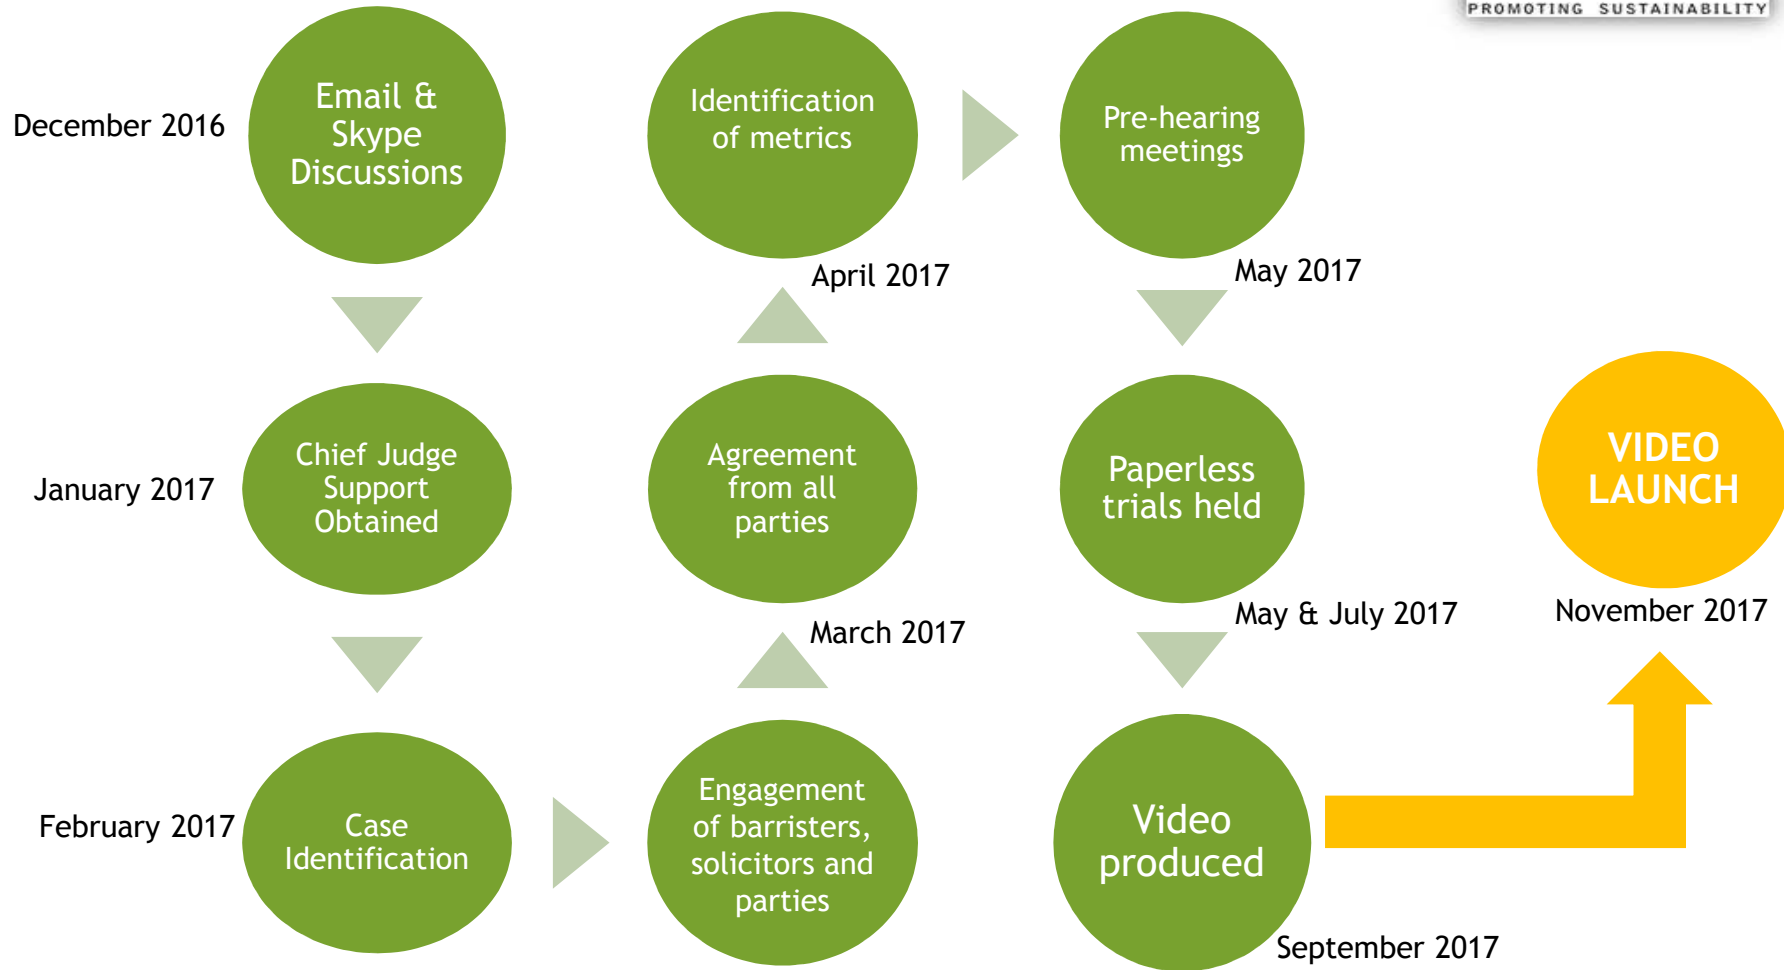 PROMOTING SUSTAINABILITY
December 2016
Email &
Skype
Discussions
January 2017
Chief Judge
Support
Obtained
February 2017
Case
Identification
Engagement
of barristers,
solicitors and
parties
March 2017
Agreement
from all
parties
April 2017
Identification
of metrics
Pre-hearing
meetings
May 2017
Paperless
trials held
May & July 2017
Video
produced
September 2017
VIDEO
LAUNCH
November 2017